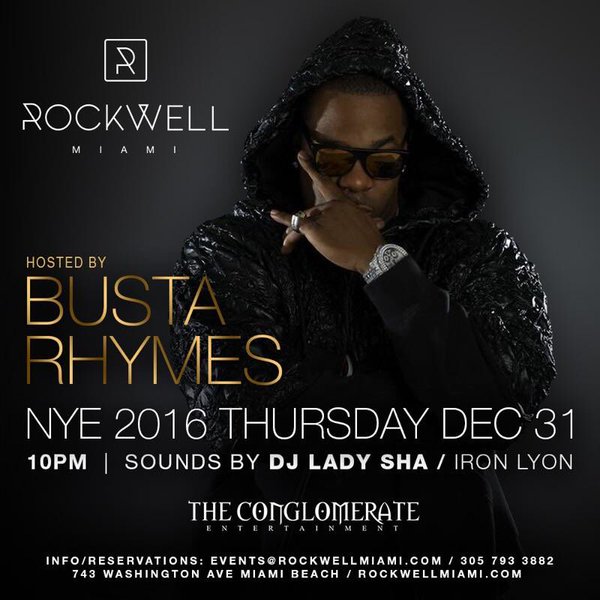 R
ROCKWELL
MIAMI
HOSTED BY
BUSTA
RHYMES
NYE 2016 THURSDAY DEC 31
10PM | SOUNDS BY DJ LADY SHA / IRON LYON
THE CONGLOMERATE
ENTERTAINMENT
INFO/RESERVATIONS: EVENTS@ROCKWELLMIAMI.COM / 305 793 3882
743 WASHINGTON AVE MIAMI BEACH / ROCKWELLMIAMI.COM